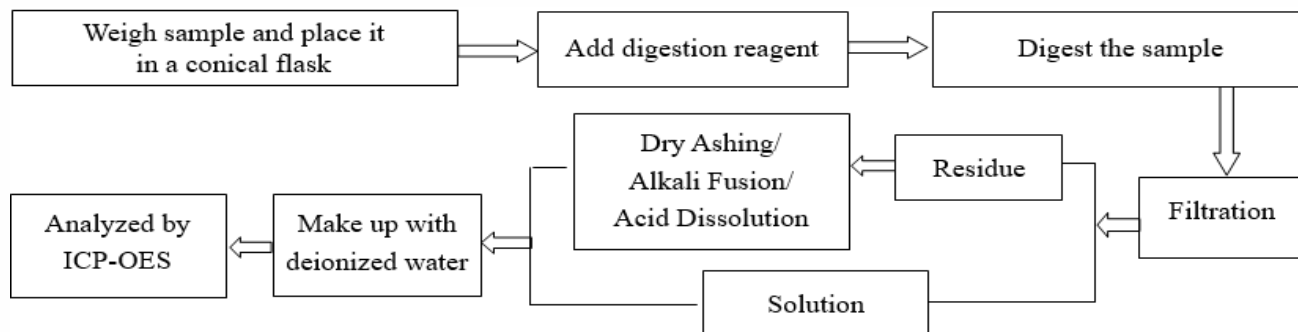 Weigh sample and place it
in a conical flask
Add digestion reagent
Digest the sample
Filtration
Residue
Dry Ashing/
Alkali Fusion/
Acid Dissolution
Solution
Make up with
deionized water
Analyzed by
ICP-OES